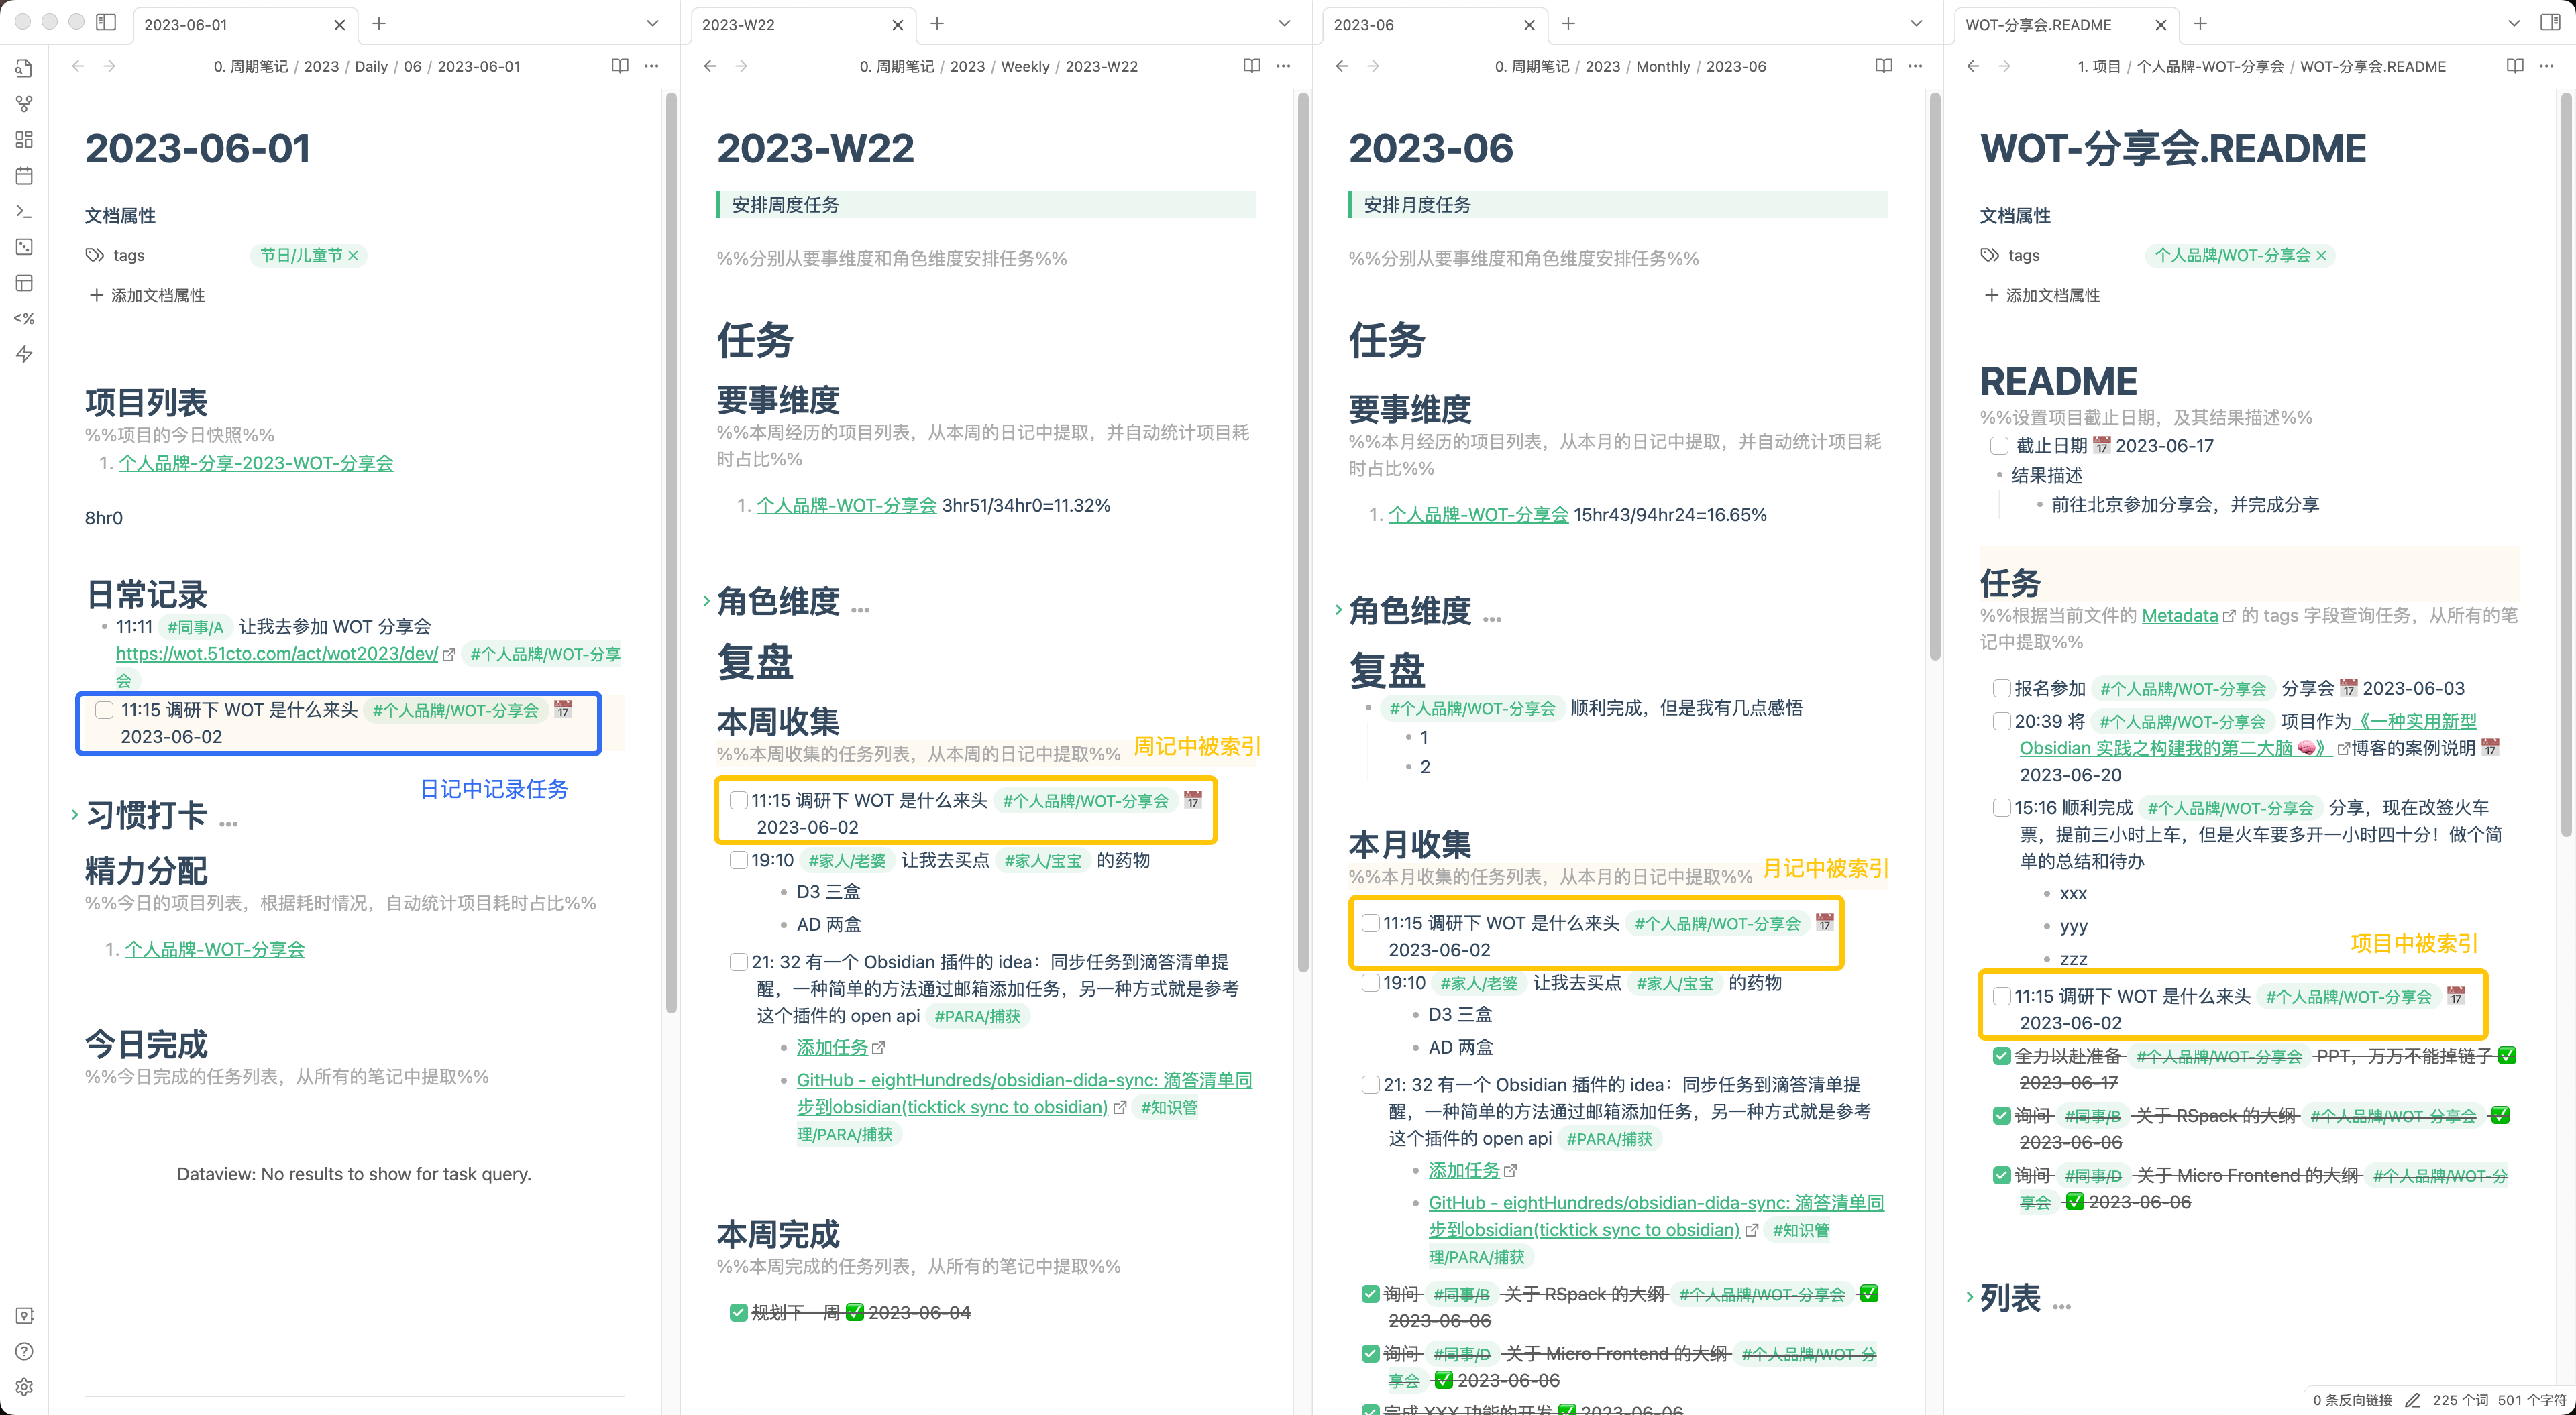 2023-06-01
0. 周期笔记 / 2023 / Daily / 06 / 2023-06-01
2023-06-01
文档属性
tags 节日/儿童节
添加文档属性
项目列表
%%项目的今日快照%%
1. 个人品牌-分享-2023-WOT-分享会
8hr0
日常记录
11:11 #同事/A 让我去参加 WOT 分享会
https://wot.51cto.com/act/wot2023/dev/ #个人品牌/WOT-分享
会
11:15 调研下 WOT 是什么来头 #个人品牌/WOT-分享会 📅
2023-06-02
日记中记录任务
习惯打卡 ...
精力分配
%%今日的项目列表，根据耗时情况，自动统计项目耗时占比%%
1. 个人品牌-WOT-分享会
今日完成
%%今日完成的任务列表，从所有的笔记中提取%%
Dataview: No results to show for task query.
2023-W22
0. 周期笔记 / 2023 / Weekly / 2023-W22
2023-W22
安排周度任务
%%分别从要事维度和角色维度安排任务%%
任务
要事维度
%%本周经历的项目列表，从本周的日记中提取，并自动统计项目耗
时占比%%
1. 个人品牌-WOT-分享会 3hr51/34hr0=11.32%
角色维度 ...
复盘
本周收集
%%本周收集的任务列表，从本周的日记中提取%%
周记中被索引
11:15 调研下 WOT 是什么来头 #个人品牌/WOT-分享会 📅
2023-06-02
19:10 #家人/老婆 让我去买点 #家人/宝宝 的药物
D3 三盒
AD 两盒
21: 32 有一个 Obsidian 插件的 idea：同步任务到滴答清单提
醒，一种简单的方法通过邮箱添加任务，另一种方式就是参考
这个插件的 open api #PARA/捕获
添加任务
GitHub - eightHundreds/obsidian-dida-sync: 滴答清单同
步到obsidian(ticktick sync to obsidian) #知识管
理/PARA/捕获
本周完成
%%本周完成的任务列表，从所有的笔记中提取%%
规划下一周 ✅ 2023-06-04
2023-06
0. 周期笔记 / 2023 / Monthly / 2023-06
2023-06
安排月度任务
%%分别从要事维度和角色维度安排任务%%
任务
要事维度
%%本月经历的项目列表，从本月的日记中提取，并自动统计项目耗
时占比%%
1. 个人品牌-WOT-分享会 15hr43/94hr24=16.65%
角色维度 ...
复盘
#个人品牌/WOT-分享会 顺利完成，但是我有几点感悟
1
2
本月收集
%%本月收集的任务列表，从本月的日记中提取%%
月记中被索引
11:15 调研下 WOT 是什么来头 #个人品牌/WOT-分享会 📅
2023-06-02
19:10 #家人/老婆 让我去买点 #家人/宝宝 的药物
D3 三盒
AD 两盒
21: 32 有一个 Obsidian 插件的 idea：同步任务到滴答清单提
醒，一种简单的方法通过邮箱添加任务，另一种方式就是参考
这个插件的 open api #PARA/捕获
添加任务
GitHub - eightHundreds/obsidian-dida-sync: 滴答清单同
步到obsidian(ticktick sync to obsidian) #知识管
理/PARA/捕获
询问 #同事/B 关于 RSpack 的大纲 #个人品牌/WOT-分享会 ✅
2023-06-06
询问 #同事/D 关于 Micro Frontend 的大纲 #个人品牌/WOT-分
享会 ✅ 2023-06-06
完成 XXX 功能的开发 ✅ 2023-06-06
WOT-分享会.README
1. 项目 / 个人品牌-WOT-分享会 / WOT-分享会.README
WOT-分享会.README
文档属性
tags 个人品牌/WOT-分享会
添加文档属性
README
%%设置项目截止日期，及其结果描述%%
截止日期 📅 2023-06-17
结果描述
前往北京参加分享会，并完成分享
任务
%%根据当前文件的 Metadata 的 tags 字段查询任务，从所有的笔
记中提取%%
报名参加 #个人品牌/WOT-分享会 分享会 📅 2023-06-03
20:39 将 #个人品牌/WOT-分享会 项目作为《一种实用新型
Obsidian 实践之构建我的第二大脑 🧠》 博客的案例说明 📅
2023-06-20
15:16 顺利完成 #个人品牌/WOT-分享会 分享，现在改签火车
票，提前三小时上车，但是火车要多开一小时四十分！做个简
单的总结和待办
xxx
yyy
zzz
项目中被索引
11:15 调研下 WOT 是什么来头 #个人品牌/WOT-分享会 📅
2023-06-02
全力以赴准备 #个人品牌/WOT-分享会 PPT，万万不能掉链子 ✅
2023-06-17
询问 #同事/B 关于 RSpack 的大纲 #个人品牌/WOT-分享会 ✅
2023-06-06
询问 #同事/D 关于 Micro Frontend 的大纲 #个人品牌/WOT-分
享会 ✅ 2023-06-06
列表 ...
0 条反向链接 225 个词 501 个字符